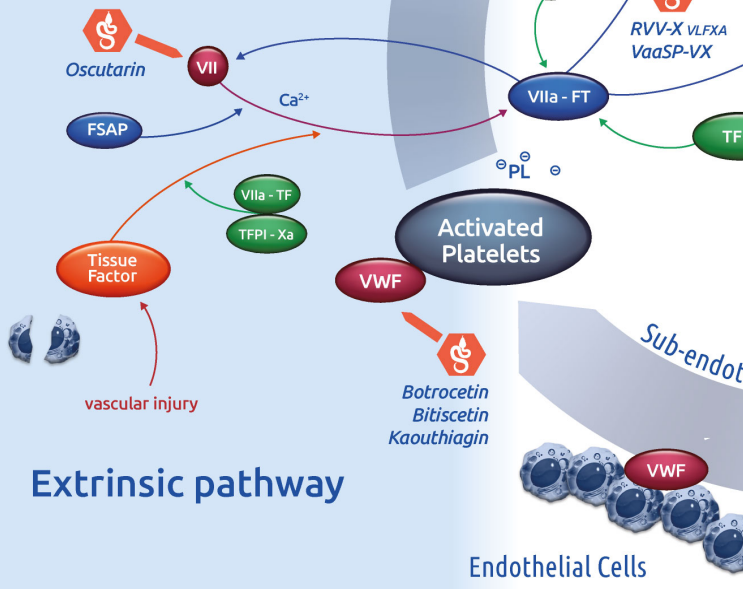 RVV-X VLFXA
VaaSP-VX
Oscutarin
VII
Ca²⁺
VIIa - FT
FSAP
TF
⊖PL ⊖ ⊖
VIIa - TF
TFPI - Xa
Activated
Platelets
Tissue
Factor
VWF
Sub-endot
vascular injury
Botrocetin
Bitiscetin
Kaouthiagin
VWF
Extrinsic pathway
Endothelial Cells